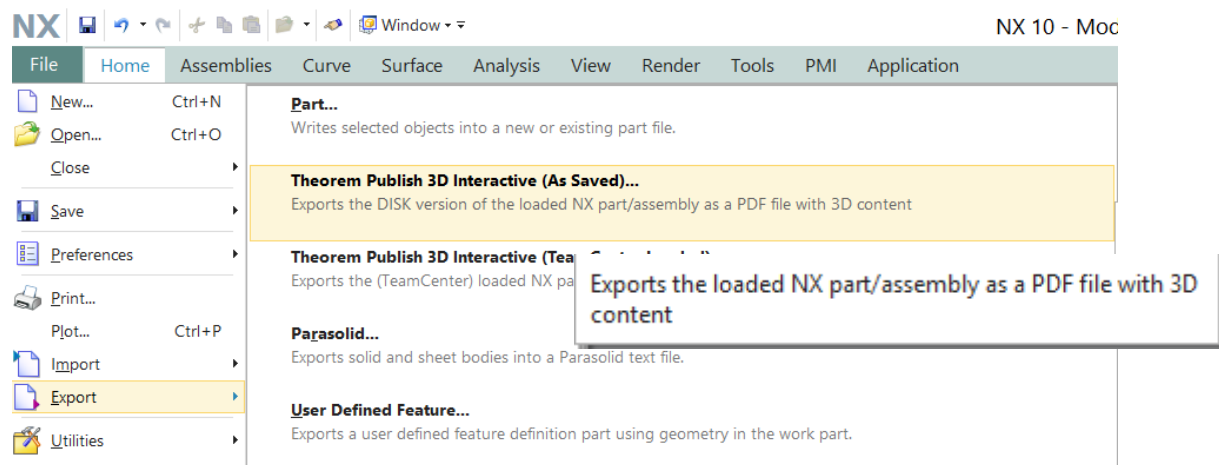 NX Window NX 10 - Mod
File Home Assemblies Curve Surface Analysis View Render Tools PMI Application
New... Ctrl+N
Open... Ctrl+O
Close
Save
Preferences
Print...
Plot... Ctrl+P
Import
Export
Utilities
Part...
Writes selected objects into a new or existing part file.
Theorem Publish 3D Interactive (As Saved)...
Exports the DISK version of the loaded NX part/assembly as a PDF file with 3D content
Theorem Publish 3D Interactive
Exports the (TeamCenter) loaded NX
Exports the loaded NX part/assembly as a PDF file with 3D
content
Parasolid...
Exports solid and sheet bodies into a Parasolid text file.
User Defined Feature...
Exports a user defined feature definition part using geometry in the work part.